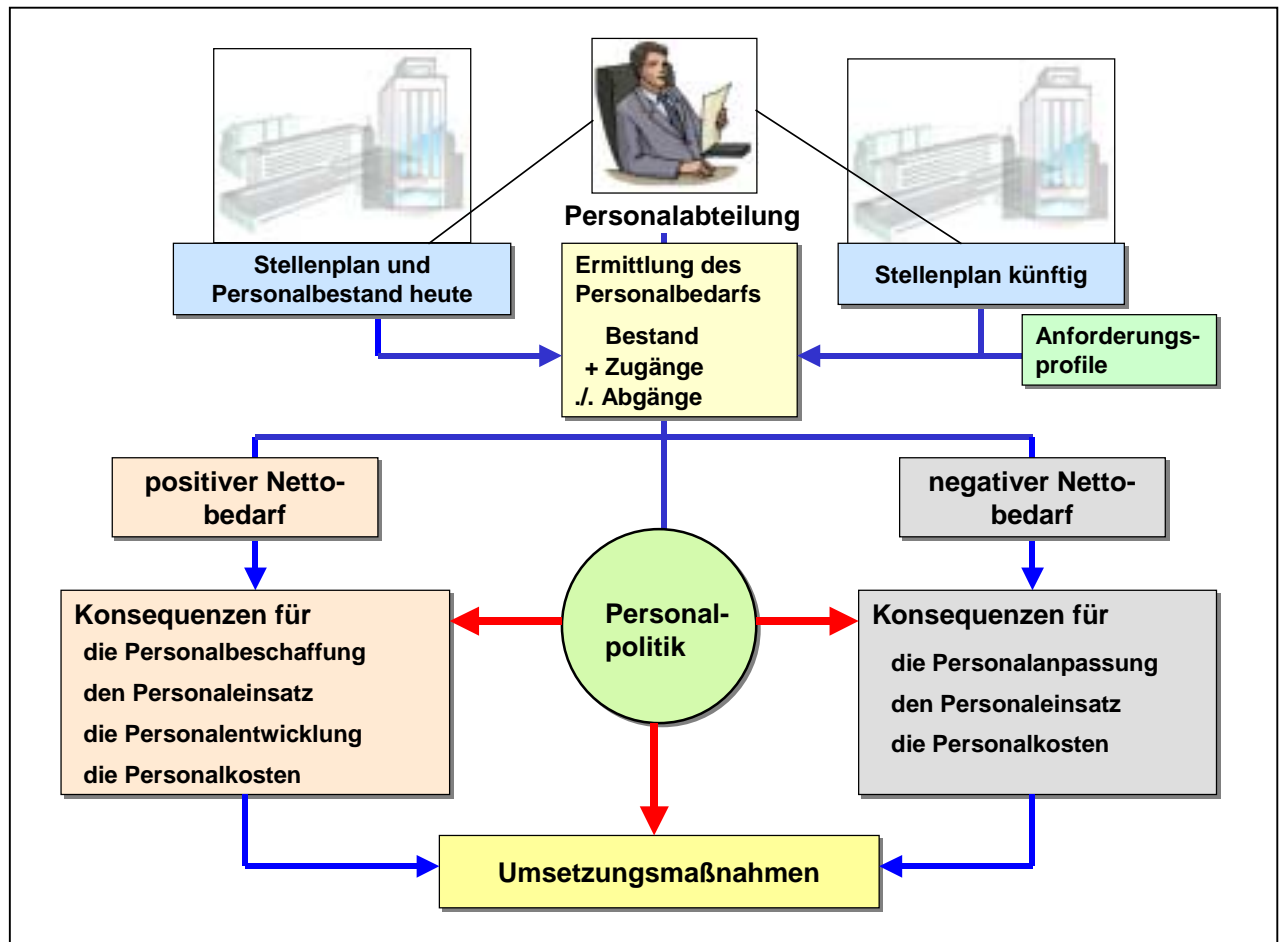 Personalabteilung
Stellenplan und
Personalbestand heute
Ermittlung des
Personalbedarfs
Bestand
+ Zugänge
./. Abgänge
Stellenplan künftig
Anforderungs-
profile
positiver Netto-
bedarf
negativer Netto-
bedarf
Konsequenzen für
die Personalbeschaffung
den Personaleinsatz
die Personalentwicklung
die Personalkosten
Personal-
politik
Konsequenzen für
die Personalanpassung
den Personaleinsatz
die Personalkosten
Umsetzungsmaßnahmen